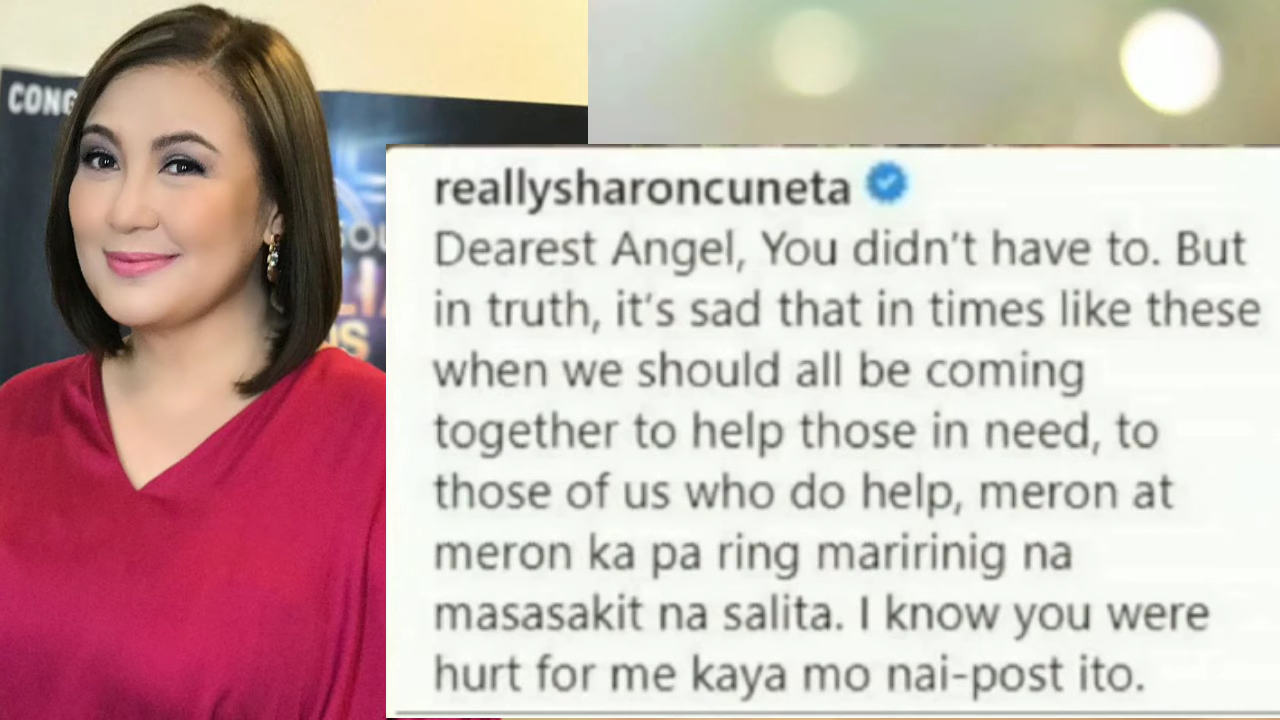 CONG
reallysharoncuneta
Dearest Angel, You didn't have to. But
in truth, it's sad that in times like these
when we should all be coming
together to help those in need, to
those of us who do help, meron at
meron ka pa ring maririnig na
masasakit na salita. I know you were
hurt for me kaya mo nai-post ito.